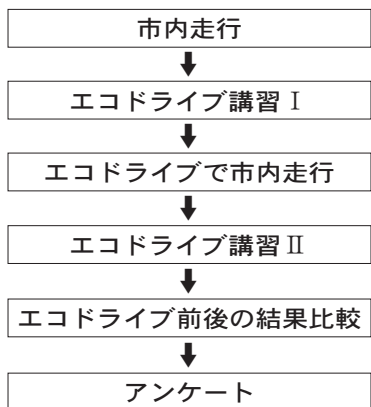 市内走行
エコドライブ講習Ⅰ
エコドライブで市内走行
エコドライブ講習Ⅱ
エコドライブ前後の結果比較
アンケート